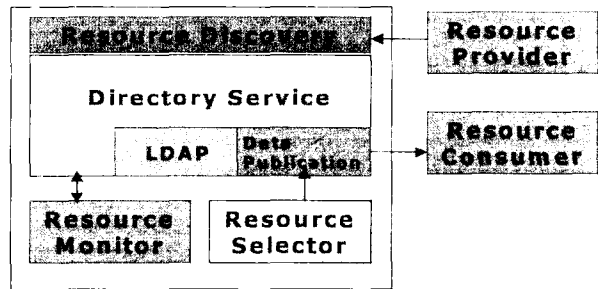 Resource Discovery
Resource
Provider
Directory Service
LDAP
Data
Publication
Resource
Consumer
Resource
Monitor
Resource
Selector